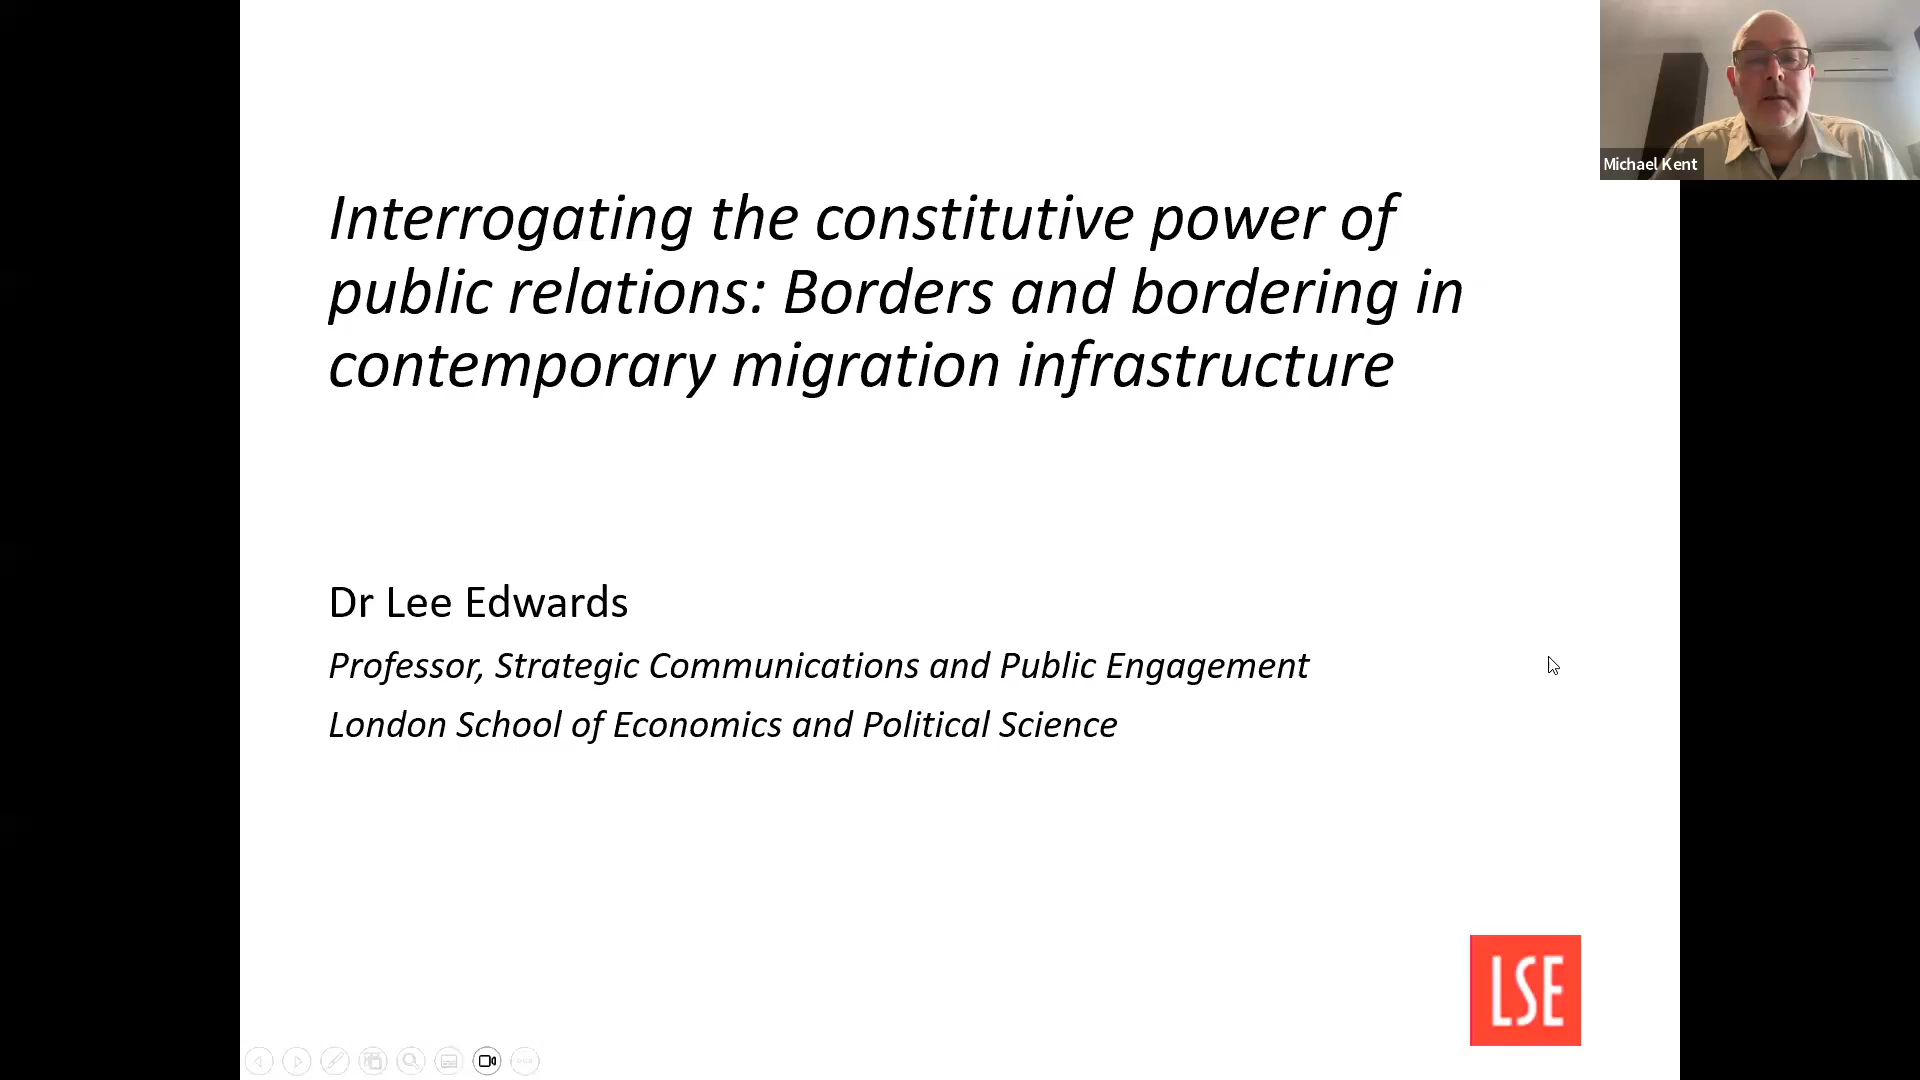 Interrogating the constitutive power of
public relations: Borders and bordering in
contemporary migration infrastructure
Dr Lee Edwards
Professor, Strategic Communications and Public Engagement
London School of Economics and Political Science
LSE
Michael Kent